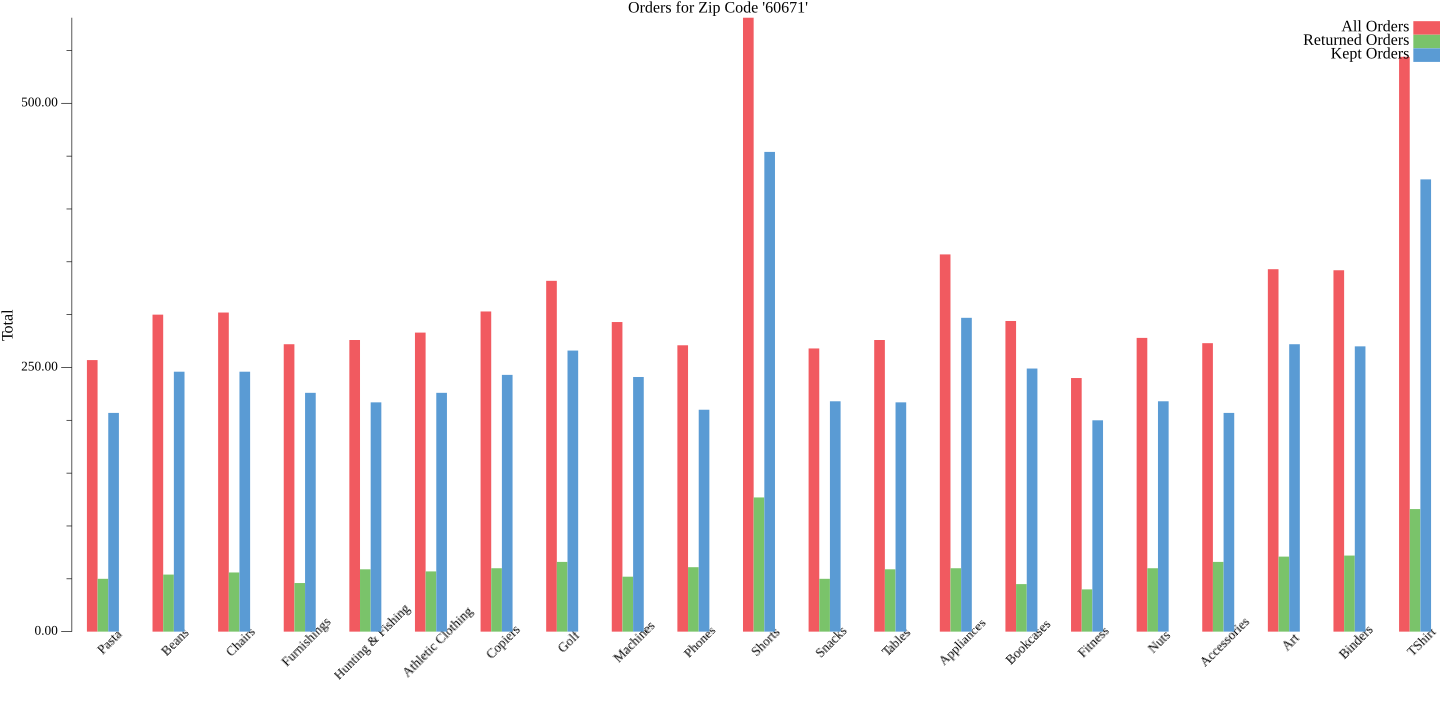 Orders for Zip Code '60671'
All Orders
Returned Orders
Kept Orders
500.00
250.00
0.00
Total
Pasta
Beans
Chairs
Furnishings
Hunting & Fishing
Athletic Clothing
Copiers
Golf
Machines
Phones
Shorts
Snacks
Tables
Appliances
Bookcases
Fitness
Nuts
Accessories
Art
Binders
TShirt